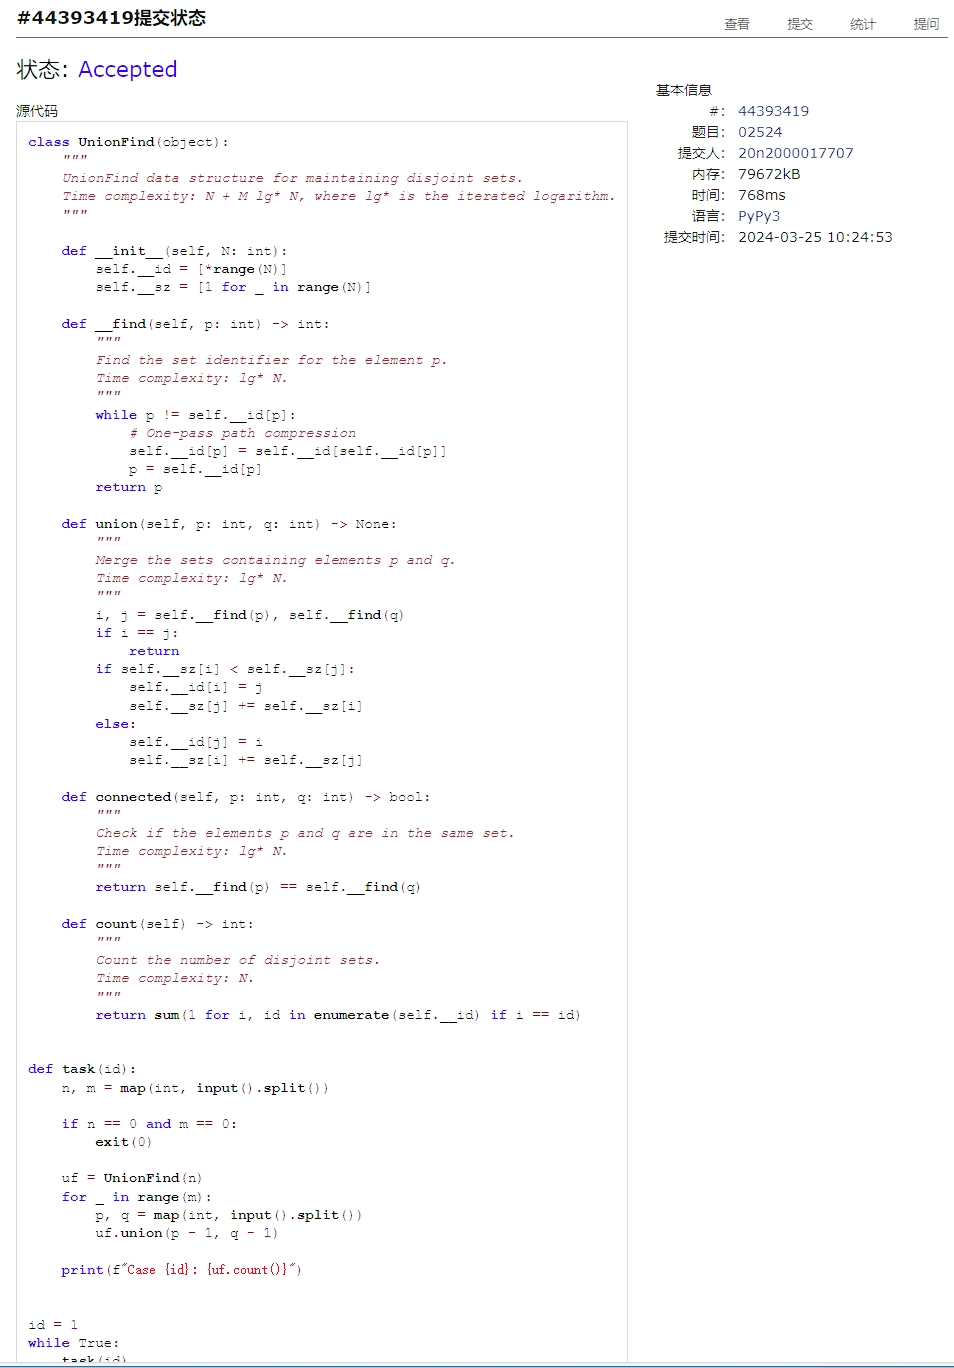 #44393419提交状态
查看 提交 统计 提问
状态: Accepted
基本信息
#: 44393419
题目: 02524
提交人: 20n2000017707
内存: 79672kB
时间: 768ms
语言: PyPy3
提交时间: 2024-03-25 10:24:53
源代码
class UnionFind(object):
    """
    UnionFind data structure for maintaining disjoint sets.
    Time complexity: N + M lg* N, where lg* is the iterated logarithm.
    """
    def __init__(self, N: int):
        self.__id = [*range(N)]
        self.__sz = [1 for _ in range(N)]
    def __find(self, p: int) -> int:
        """
        Find the set identifier for the element p.
        Time complexity: lg* N.
        """
        while p != self.__id[p]:
            # One-pass path compression
            self.__id[p] = self.__id[self.__id[p]]
            p = self.__id[p]
        return p
    def union(self, p: int, q: int) -> None:
        """
        Merge the sets containing elements p and q.
        Time complexity: lg* N.
        """
        i, j = self.__find(p), self.__find(q)
        if i == j:
            return
        if self.__sz[i] < self.__sz[j]:
            self.__id[i] = j
            self.__sz[j] += self.__sz[i]
        else:
            self.__id[j] = i
            self.__sz[i] += self.__sz[j]
    def connected(self, p: int, q: int) -> bool:
        """
        Check if the elements p and q are in the same set.
        Time complexity: lg* N.
        """
        return self.__find(p) == self.__find(q)
    def count(self) -> int:
        """
        Count the number of disjoint sets.
        Time complexity: N.
        """
        return sum(1 for i, id in enumerate(self.__id) if i == id)
def task(id):
    n, m = map(int, input().split())
    if n == 0 and m == 0:
        exit(0)
    uf = UnionFind(n)
    for _ in range(m):
        p, q = map(int, input().split())
        uf.union(p - 1, q - 1)
    print(f"Case {id}: {uf.count()}")
id = 1
while True:
    task(id)